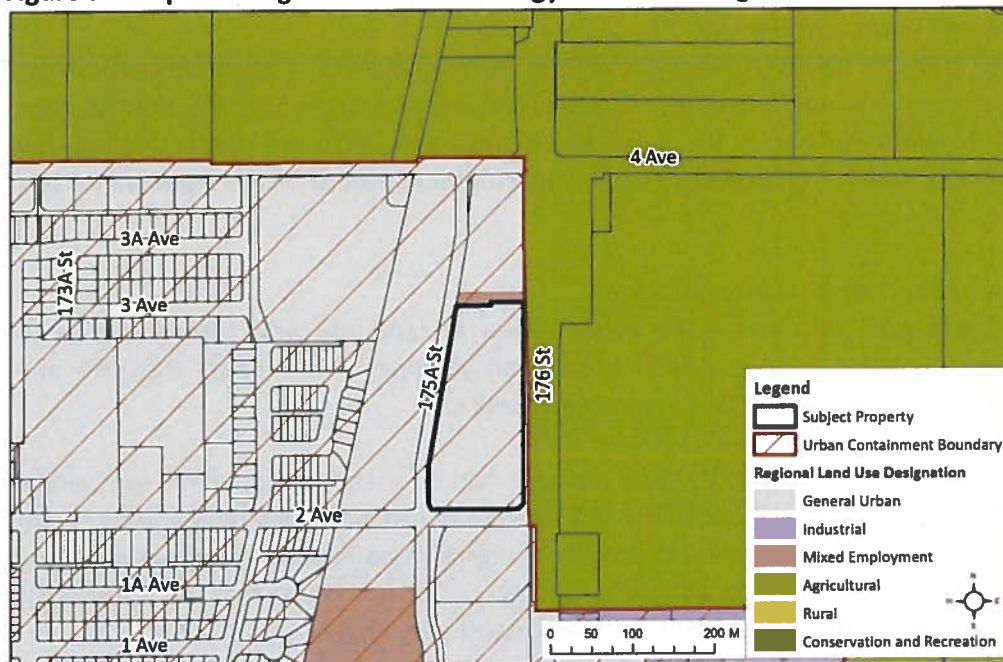 4 Ave
3A Ave
173A St
3 Ave
175A St
176 St
2 Ave
1A Ave
1 Ave
0 50 100 200 M
Legend
Subject Property
Urban Containment Boundary
Regional Land Use Designation
General Urban
Industrial
Mixed Employment
Agricultural
Rural
Conservation and Recreation
N